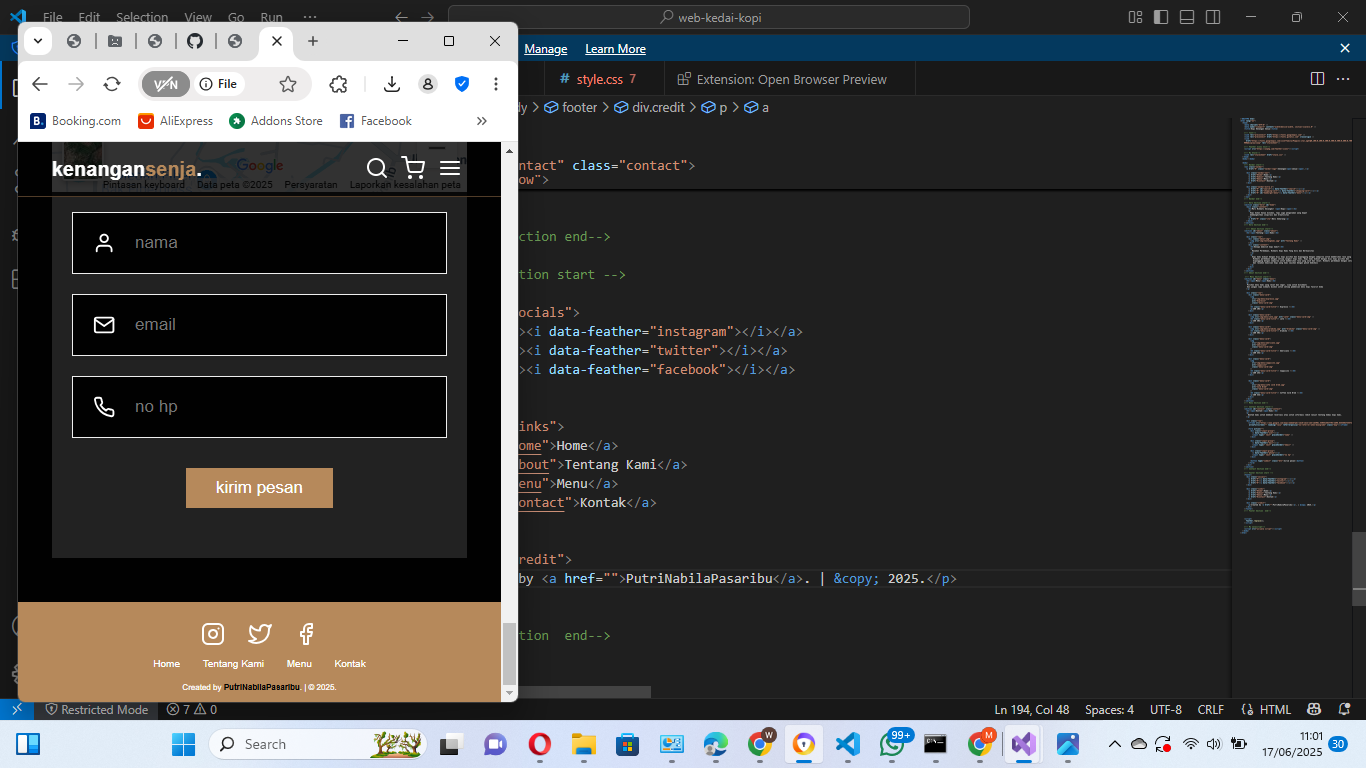 File Edit Selection View Go Run ···
web-kedai-kopi
Manage Learn More
# style.css 7
Extension: Open Browser Preview
dy > footer > div.credit > p > a
VPN
File
Booking.com
AliExpress
Addons Store
Facebook
kenangansenja.
Google
Pintasan keyboard Data peta ©2025 Persyaratan Laporkan kesalahan peta
nama
email
no hp
kirim pesan
Home Tentang Kami Menu Kontak
Created by PutriNabilaPasaribu. | © 2025.
ntact" class="contact">
ow">
ction end-->
tion start -->
ocials">
><i data-feather="instagram"></i></a>
><i data-feather="twitter"></i></a>
><i data-feather="facebook"></i></a>
inks">
ome">Home</a>
bout">Tentang Kami</a>
enu">Menu</a>
ontact">Kontak</a>
redit">
by <a href="">PutriNabilaPasaribu</a>. | &copy; 2025.</p>
tion  end-->
Restricted Mode
7 0
Ln 194, Col 48 Spaces: 4 UTF-8 CRLF {} HTML
Search
W
99+
M
11:01
17/06/2025
30